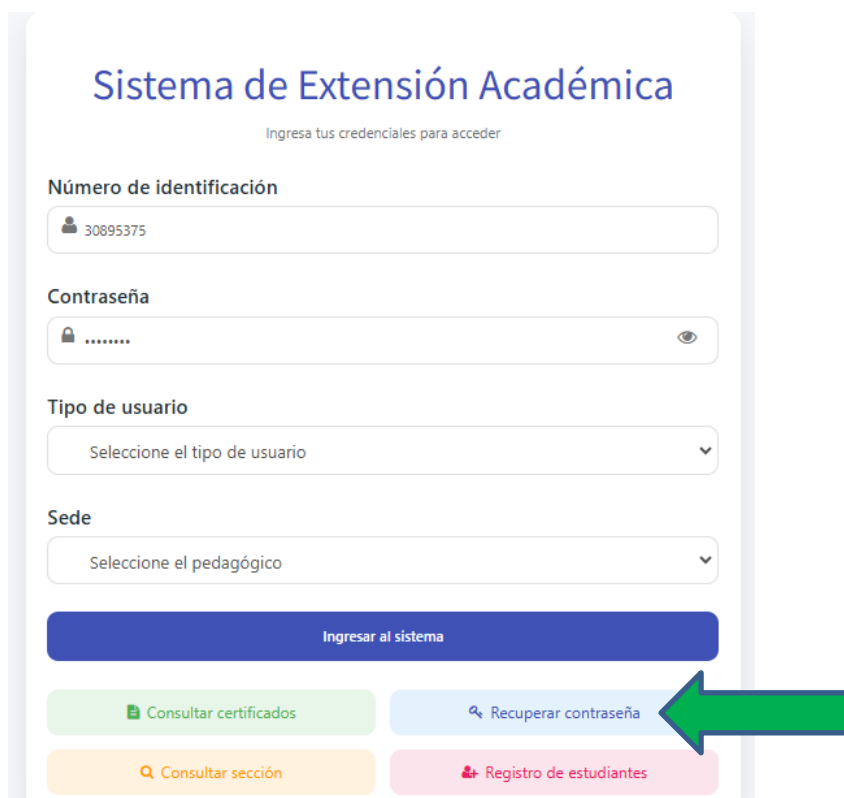 Sistema de Extensión Académica
Ingresa tus credenciales para acceder
Número de identificación
30895375
Contraseña
........
Tipo de usuario
Seleccione el tipo de usuario
Sede
Seleccione el pedagógico
Ingresar al sistema
Consultar certificados
Recuperar contraseña
Consultar sección
Registro de estudiantes